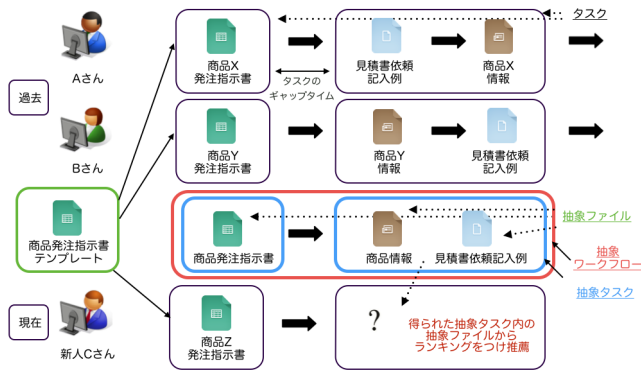 Aさん
過去
Bさん
商品X
発注指示書
タスクの
ギャップタイム
見積書依頼
記入例
商品X
情報
タスク
商品Y
発注指示書
商品Y
情報
見積書依頼
記入例
商品発注指示書
テンプレート
商品発注指示書
商品情報
見積書依頼記入例
抽象ファイル
抽象
ワークフロー
抽象タスク
現在
新人Cさん
商品Z
発注指示書
?
得られた抽象タスク内の
抽象ファイルから
ランキングをつけ推薦